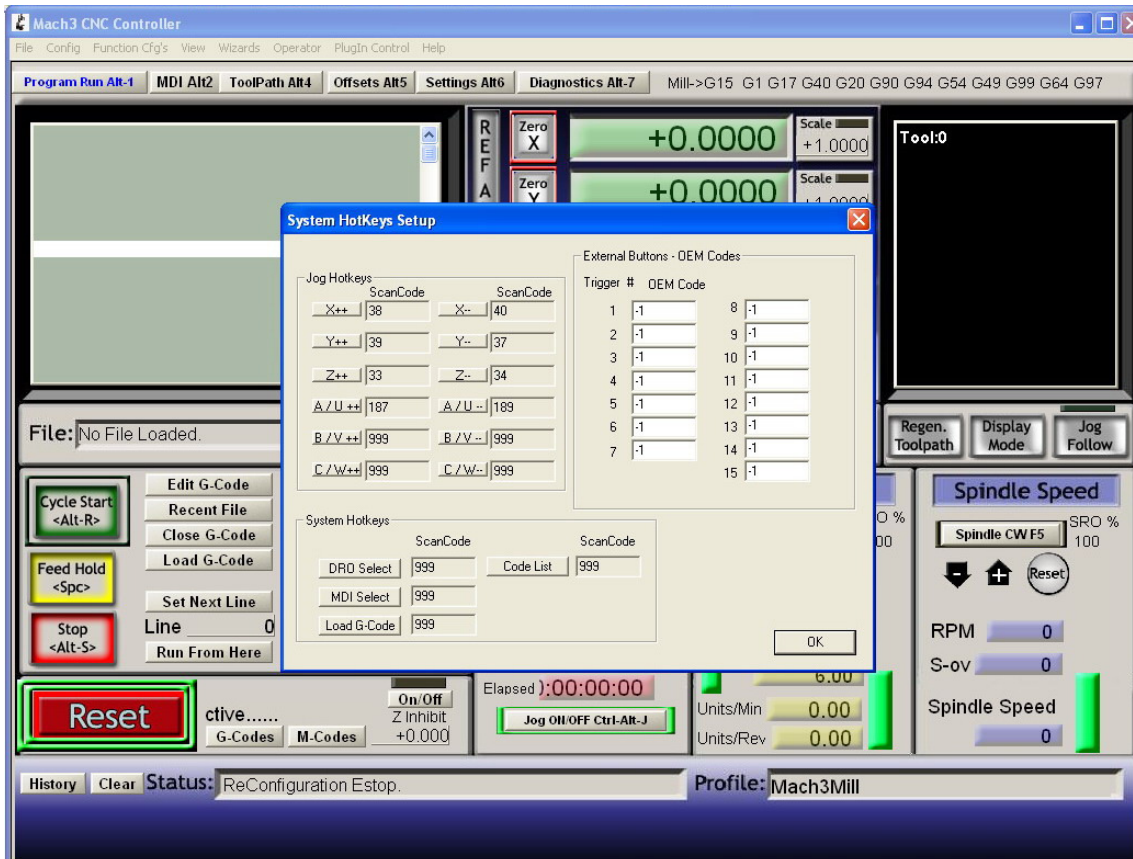 Mach3 CNC Controller
File Config Function Cfg's View Wizards Operator PlugIn Control Help
Program Run Alt-1 MDI Alt2 ToolPath Alt4 Offsets Alt5 Settings Alt6 Diagnostics Alt-7 Mill->G15 G1 G17 G40 G20 G90 G94 G54 G49 G99 G64 G97
REF A
Zero X +0.0000 Scale +1.0000
Zero Y +0.0000 Scale +1.0000
Tool:0
System HotKeys Setup
Jog Hotkeys
ScanCode ScanCode
X++ 38 X-- 40
Y++ 39 Y-- 37
Z++ 33 Z-- 34
A / U ++ 187 A / U -- 189
B / V ++ 999 B / V -- 999
C / W++ 999 C / W-- 999
External Buttons - OEM Codes
Trigger # OEM Code
1 -1 8 -1
2 -1 9 -1
3 -1 10 -1
4 -1 11 -1
5 -1 12 -1
6 -1 13 -1
7 -1 14 -1
15 -1
System Hotkeys
ScanCode ScanCode
DRO Select 999 Code List 999
MDI Select 999
Load G-Code 999
OK
File: No File Loaded.
Regen. Toolpath
Display Mode
Jog Follow
Cycle Start
<Alt-R>
Feed Hold
<Spc>
Stop
<Alt-S>
Edit G-Code
Recent File
Close G-Code
Load G-Code
Set Next Line
Line 0
Run From Here
O %
00
Spindle Speed
Spindle CW F5
SRO %
100
Reset
RPM 0
S-ov 0
Spindle Speed
0
Reset
ctive......
G-Codes M-Codes
On/Off
Z Inhibit
+0.000
Elapsed ):00:00:00
Jog ON/OFF Ctrl-Alt-J
6.00
Units/Min 0.00
Units/Rev 0.00
History Clear Status: ReConfiguration Estop. Profile: Mach3Mill